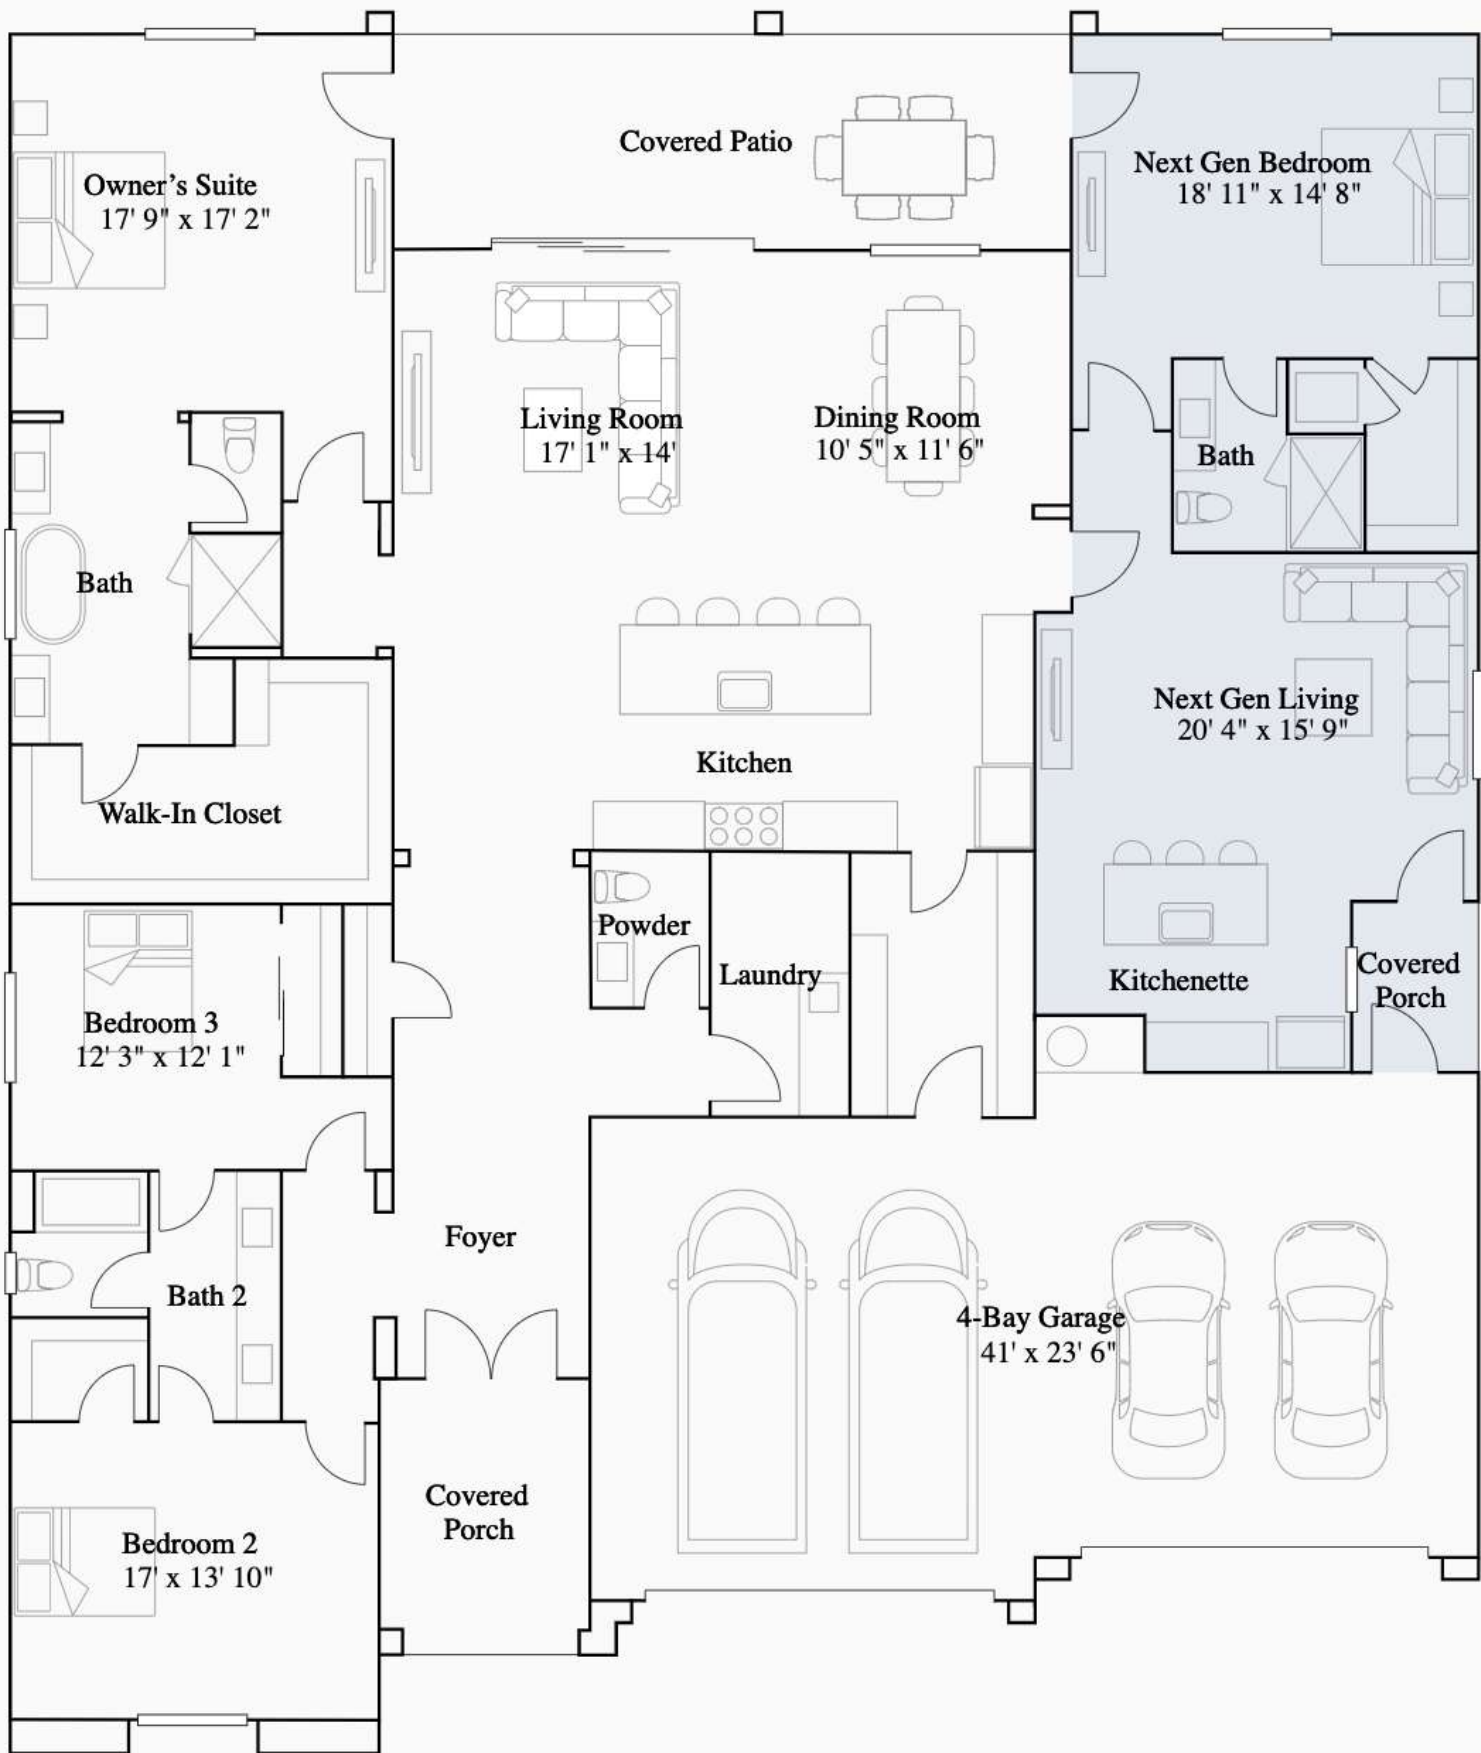 Covered Patio
Owner's Suite
17' 9" x 17' 2"
Next Gen Bedroom
18' 11" x 14' 8"
Living Room
17' 1" x 14'
Dining Room
10' 5" x 11' 6"
Bath
Bath
Next Gen Living
20' 4" x 15' 9"
Kitchen
Walk-In Closet
Powder
Laundry
Kitchenette
Covered
Porch
Bedroom 3
12' 3" x 12' 1"
Foyer
Bath 2
4-Bay Garage
41' x 23' 6"
Covered
Porch
Bedroom 2
17' x 13' 10"